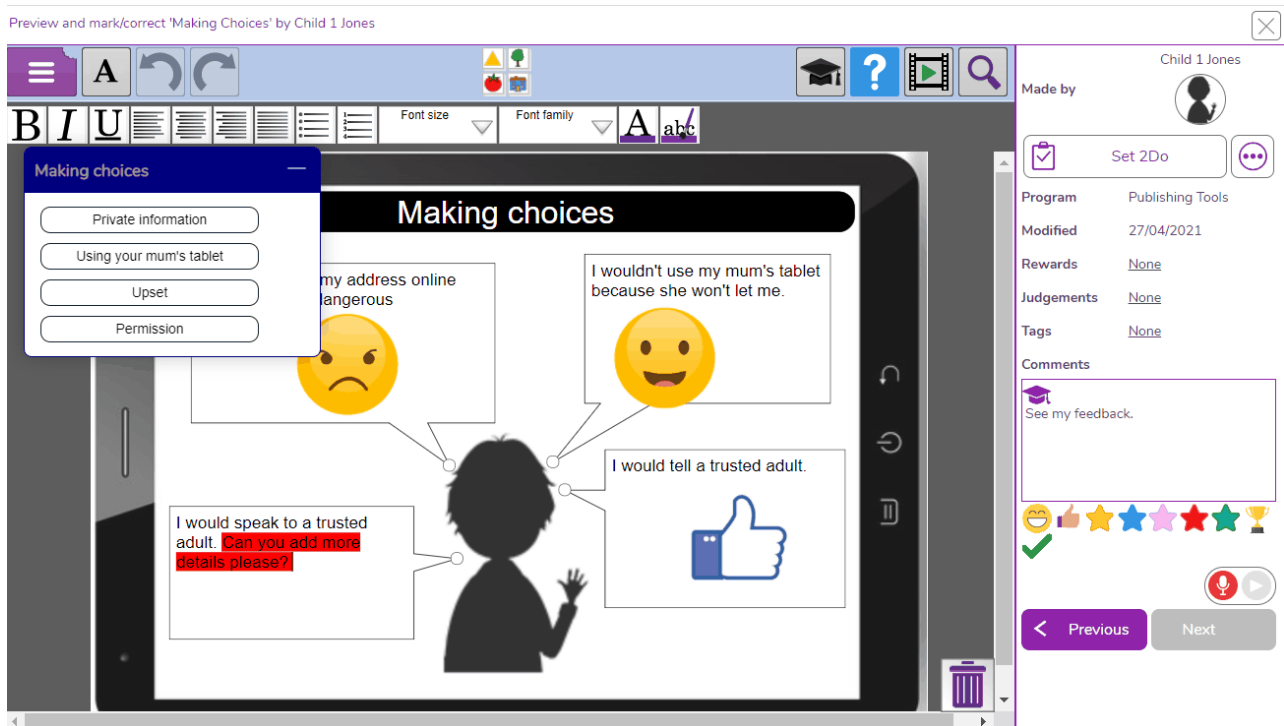 Preview and mark/correct 'Making Choices' by Child 1 Jones
A
?
B I U
Font size
Font family
A
abc
Making choices
Private information
Using your mum's tablet
Upset
Permission
Making choices
my address online
dangerous
I wouldn't use my mum's tablet
because she won't let me.
I would tell a trusted adult.
I would speak to a trusted
adult. Can you add more
details please?
Child 1 Jones
Made by
Set 2Do
Program Publishing Tools
Modified 27/04/2021
Rewards None
Judgements None
Tags None
Comments
See my feedback.
Previous
Next